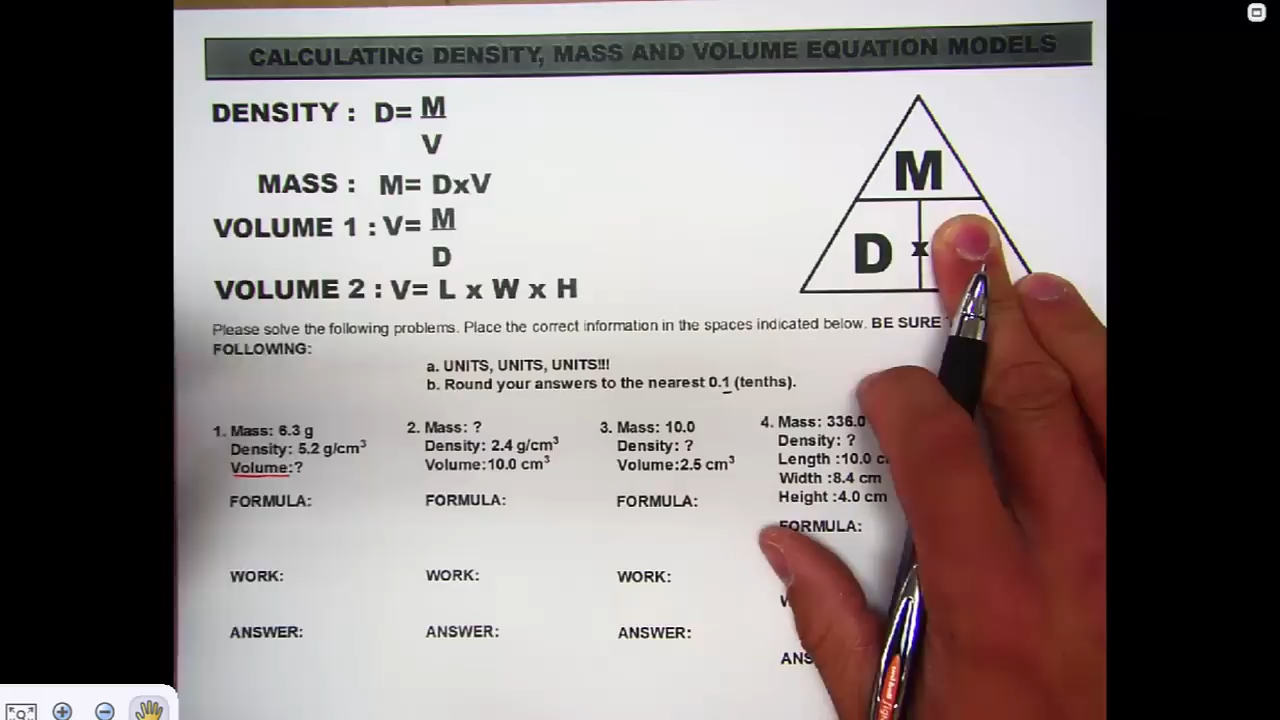 CALCULATING DENSITY, MASS AND VOLUME EQUATION MODELS
DENSITY : D= M
V
MASS : M= DxV
VOLUME 1 : V= M
D
VOLUME 2 : V= L x W x H
M
D x
Please solve the following problems. Place the correct information in the spaces indicated below. BE SURE
FOLLOWING:
a. UNITS, UNITS, UNITS!!!
b. Round your answers to the nearest 0.1 (tenths).
1. Mass: 6.3 g
Density: 5.2 g/cm³
Volume:?
FORMULA:
WORK:
ANSWER:
2. Mass: ?
Density: 2.4 g/cm³
Volume:10.0 cm³
FORMULA:
WORK:
ANSWER:
3. Mass: 10.0
Density: ?
Volume:2.5 cm³
FORMULA:
WORK:
ANSWER:
4. Mass: 336.0
Density: ?
Length :10.0
Width :8.4 cm
Height :4.0 cm
FORMULA: